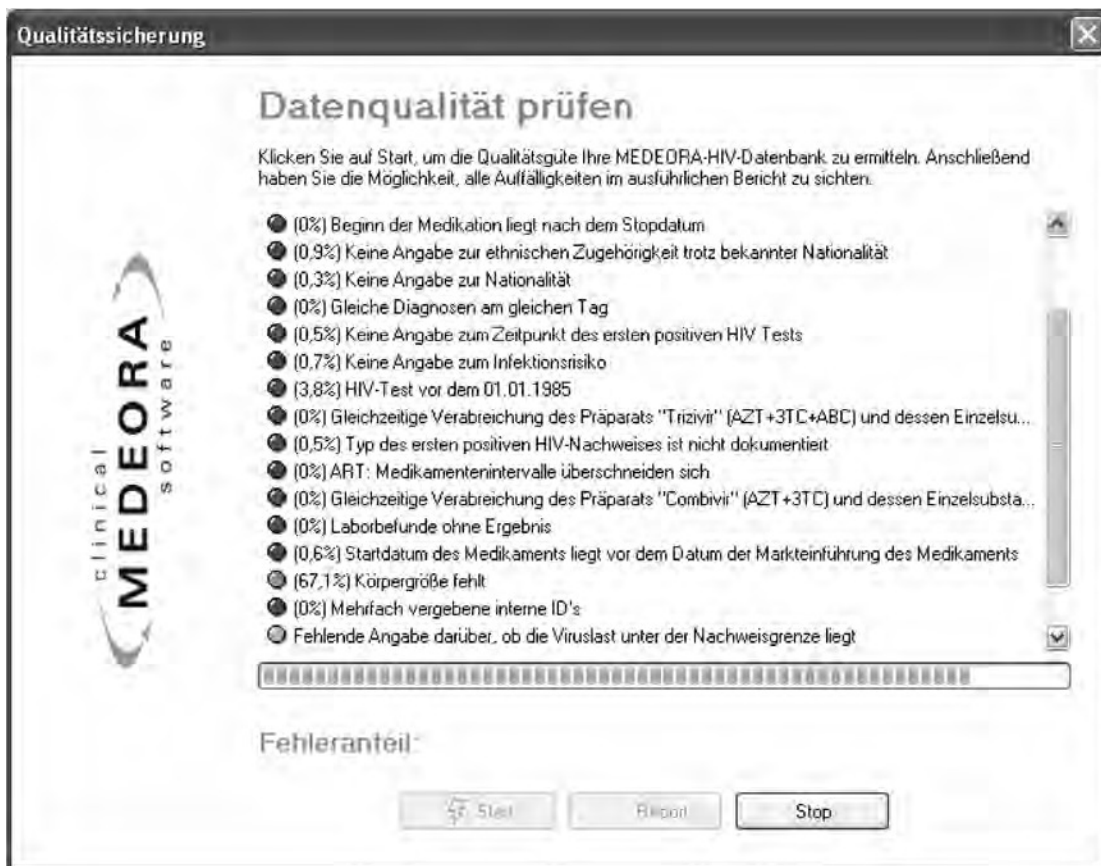 Qualitätssicherung
Datenqualität prüfen
Klicken Sie auf Start, um die Qualitätsgüte Ihre MEDEORA-HIV-Datenbank zu ermitteln. Anschließend
haben Sie die Möglichkeit, alle Auffälligkeiten im ausführlichen Bericht zu sichten.
(0%) Beginn der Medikation liegt nach dem Stopdatum
(0,9%) Keine Angabe zur ethnischen Zugehörigkeit trotz bekannter Nationalität
(0,3%) Keine Angabe zur Nationalität
(0%) Gleiche Diagnosen am gleichen Tag
(0,5%) Keine Angabe zum Zeitpunkt des ersten positiven HIV Tests
(0,7%) Keine Angabe zum Infektionsrisiko
(3,8%) HIV-Test vor dem 01.01.1985
(0%) Gleichzeitige Verabreichung des Präparats "Trizivir" (AZT+3TC+ABC) und dessen Einzelsu...
(0,5%) Typ des ersten positiven HIV-Nachweises ist nicht dokumentiert
(0%) ART: Medikamentenintervalle überschneiden sich
(0%) Gleichzeitige Verabreichung des Präparats "Combivir" (AZT+3TC) und dessen Einzelsubsta...
(0%) Laborbefunde ohne Ergebnis
(0,6%) Startdatum des Medikaments liegt vor dem Datum der Markteinführung des Medikaments
(67,1%) Körpergröße fehlt
(0%) Mehrfach vergebene interne ID's
Fehlende Angabe darüber, ob die Viruslast unter der Nachweisgrenze liegt
clinical
MEDEORA
software
Fehleranteil:
Start
Report
Stop